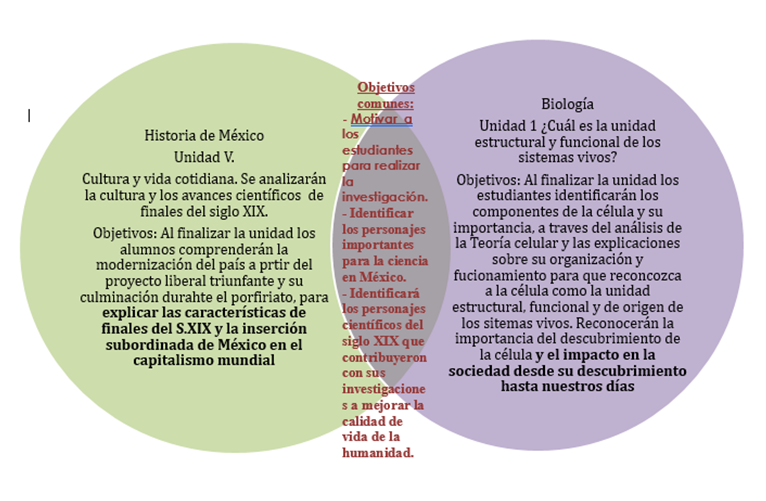 Historia de México
Unidad V.
Cultura y vida cotidiana. Se analizarán
la cultura y los avances científicos de
finales del siglo XIX.
Objetivos: Al finalizar la unidad los
alumnos comprenderán la
modernización del país a prtir del
proyecto liberal triunfante y su
culminación durante el porfiriato, para
explicar las características de
finales del S.XIX y la inserción
subordinada de México en el
capitalismo mundial
Objetivos
comunes:
- Motivar a
los
estudiantes
para realizar
la
investigación.
- Identificar
los personajes
importantes
para la ciencia
en México.
- Identificará
los personajes
científicos del
siglo XIX que
contribuyeron
con sus
investigacione
s a mejorar la
calidad de
vida de la
humanidad.
Biología
Unidad 1 ¿Cuál es la unidad
estructural y funcional de los
sistemas vivos?
Objetivos: Al finalizar la unidad los
estudiantes identificarán los
componentes de la célula y su
importancia, a traves del análisis de
la Teoría celular y las explicaciones
sobre su organización y
fucionamiento para que reconcozca
a la célula como la unidad
estructural, funcional y de origen de
los sitemas vivos. Reconocerán la
importancia del descubrimiento de
la célula y el impacto en la
sociedad desde su descubrimiento
hasta nuestros días